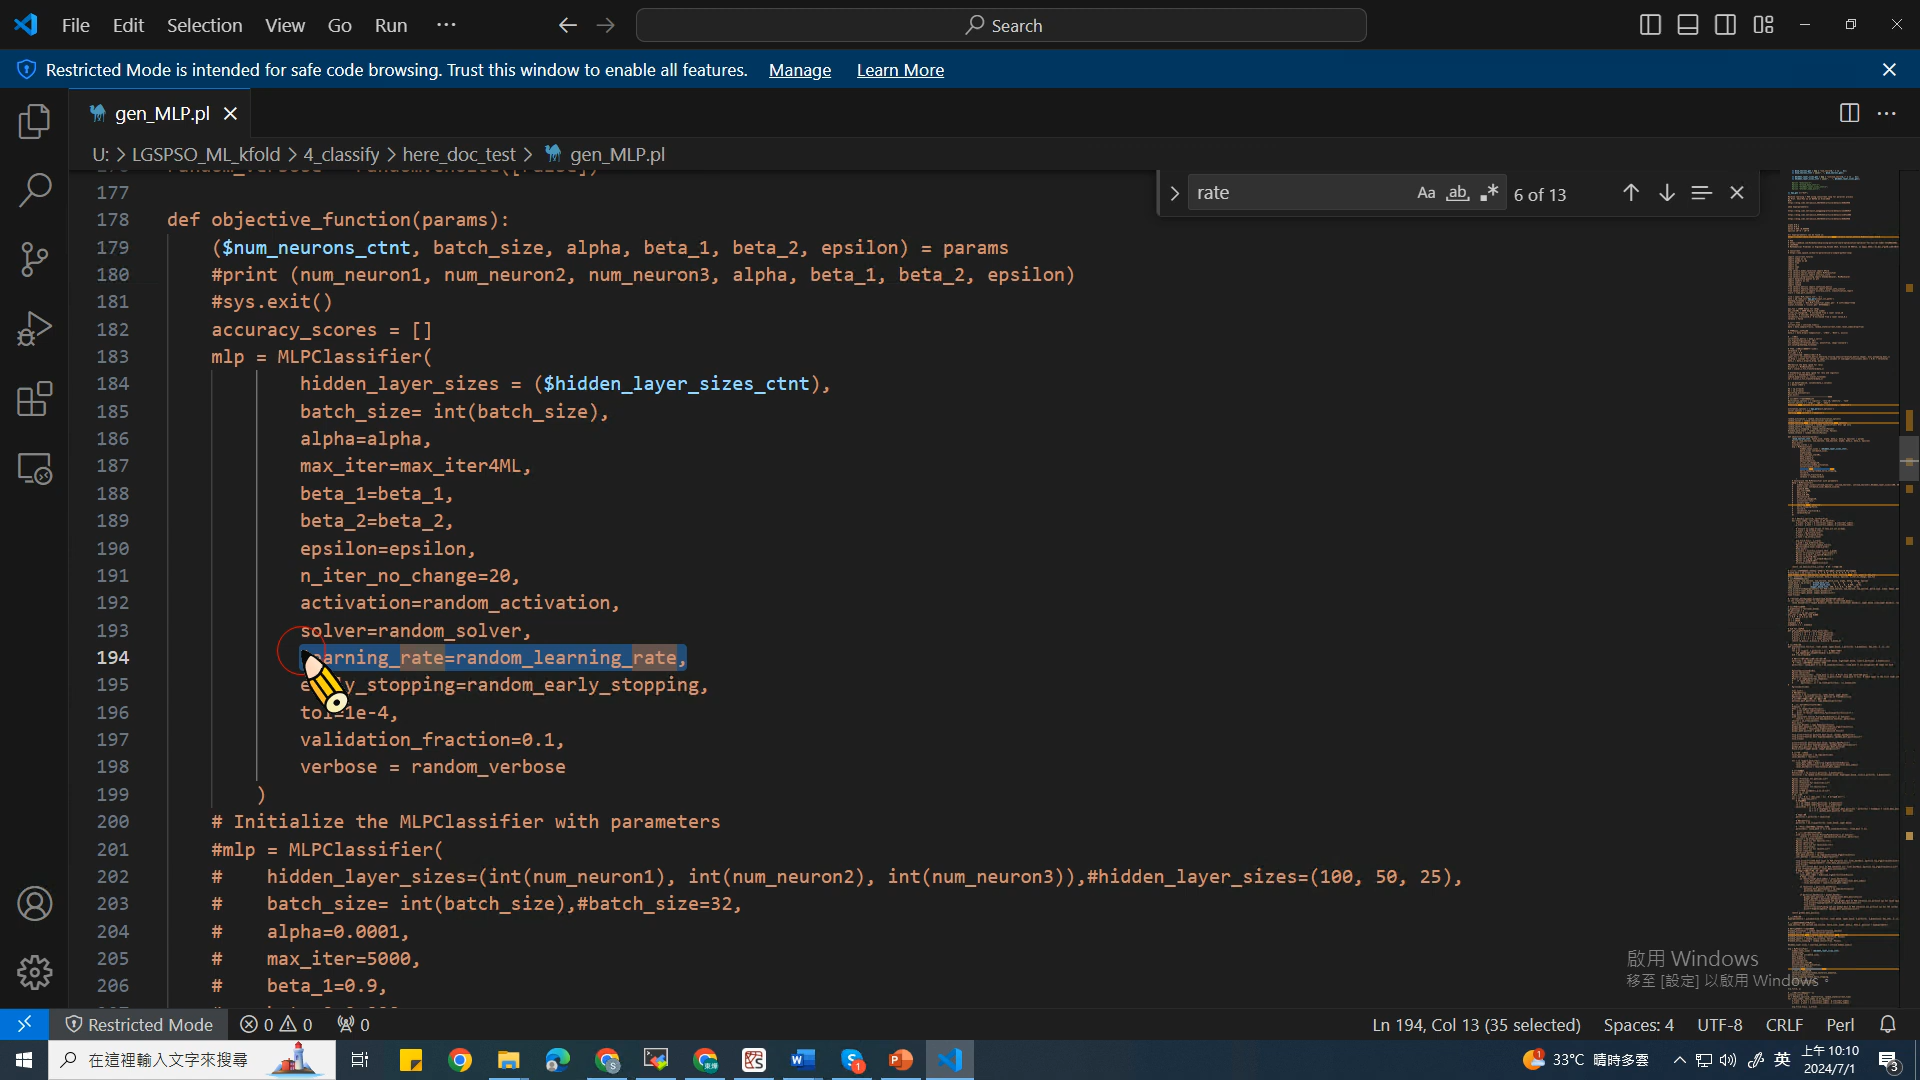 File Edit Selection View Go Run ···
Search
Restricted Mode is intended for safe code browsing. Trust this window to enable all features. Manage Learn More
gen_MLP.pl
U: > LGSPSO_ML_kfold > 4_classify > here_doc_test > gen_MLP.pl
rate
Aa ab 6 of 13
177
178 def objective_function(params):
179 ($num_neurons_ctnt, batch_size, alpha, beta_1, beta_2, epsilon) = params
180 #print (num_neuron1, num_neuron2, num_neuron3, alpha, beta_1, beta_2, epsilon)
181 #sys.exit()
182 accuracy_scores = []
183 mlp = MLPClassifier(
184 hidden_layer_sizes = ($hidden_layer_sizes_ctnt),
185 batch_size= int(batch_size),
186 alpha=alpha,
187 max_iter=max_iter4ML,
188 beta_1=beta_1,
189 beta_2=beta_2,
190 epsilon=epsilon,
191 n_iter_no_change=20,
192 activation=random_activation,
193 solver=random_solver,
194 learning_rate=random_learning_rate,
195 early_stopping=random_early_stopping,
196 tol=1e-4,
197 validation_fraction=0.1,
198 verbose = random_verbose
199 )
200 # Initialize the MLPClassifier with parameters
201 #mlp = MLPClassifier(
202 # hidden_layer_sizes=(int(num_neuron1), int(num_neuron2), int(num_neuron3)),#hidden_layer_sizes=(100, 50, 25),
203 # batch_size= int(batch_size),#batch_size=32,
204 # alpha=0.0001,
205 # max_iter=5000,
206 # beta_1=0.9,
啟用 Windows
移至 [設定] 以啟用 Windows。
Restricted Mode 0 0 0
Ln 194, Col 13 (35 selected) Spaces: 4 UTF-8 CRLF Perl
在這裡輸入文字來搜尋
33°C 晴時多雲 英 上午 10:10
2024/7/1
3